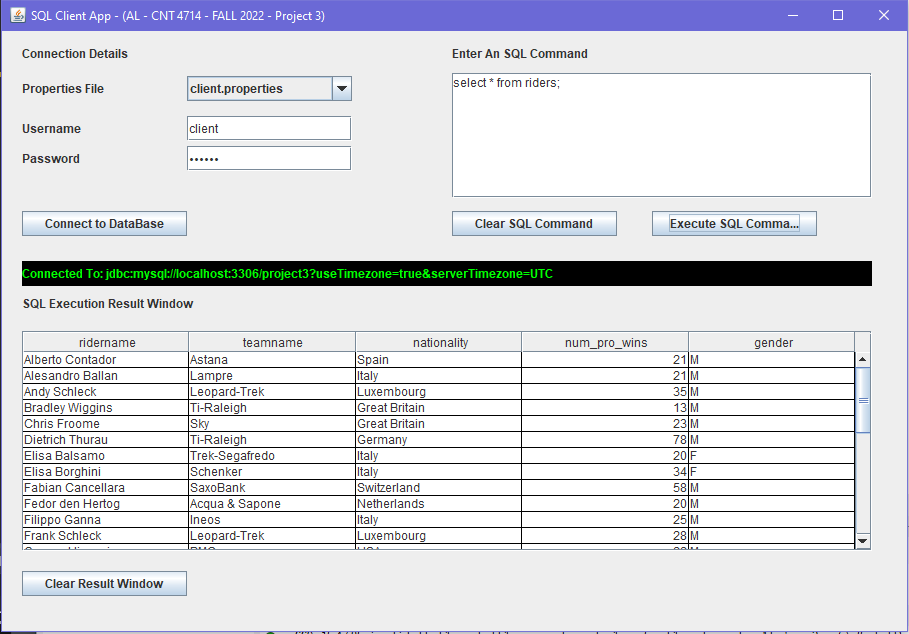 SQL Client App - (AL - CNT 4714 - FALL 2022 - Project 3)
Connection Details
Enter An SQL Command
Properties File
client.properties
select * from riders;
Username
client
Password
••••••
Connect to DataBase
Clear SQL Command
Execute SQL Comma...
Connected To: jdbc:mysql://localhost:3306/project3?useTimezone=true&serverTimezone=UTC
SQL Execution Result Window
ridername teamname nationality num_pro_wins gender
Alberto Contador Astana Spain 21 M
Alesandro Ballan Lampre Italy 21 M
Andy Schleck Leopard-Trek Luxembourg 35 M
Bradley Wiggins Ti-Raleigh Great Britain 13 M
Chris Froome Sky Great Britain 23 M
Dietrich Thurau Ti-Raleigh Germany 78 M
Elisa Balsamo Trek-Segafredo Italy 20 F
Elisa Borghini Schenker Italy 34 F
Fabian Cancellara SaxoBank Switzerland 58 M
Fedor den Hertog Acqua & Sapone Netherlands 20 M
Filippo Ganna Ineos Italy 25 M
Frank Schleck Leopard-Trek Luxembourg 28 M
Clear Result Window